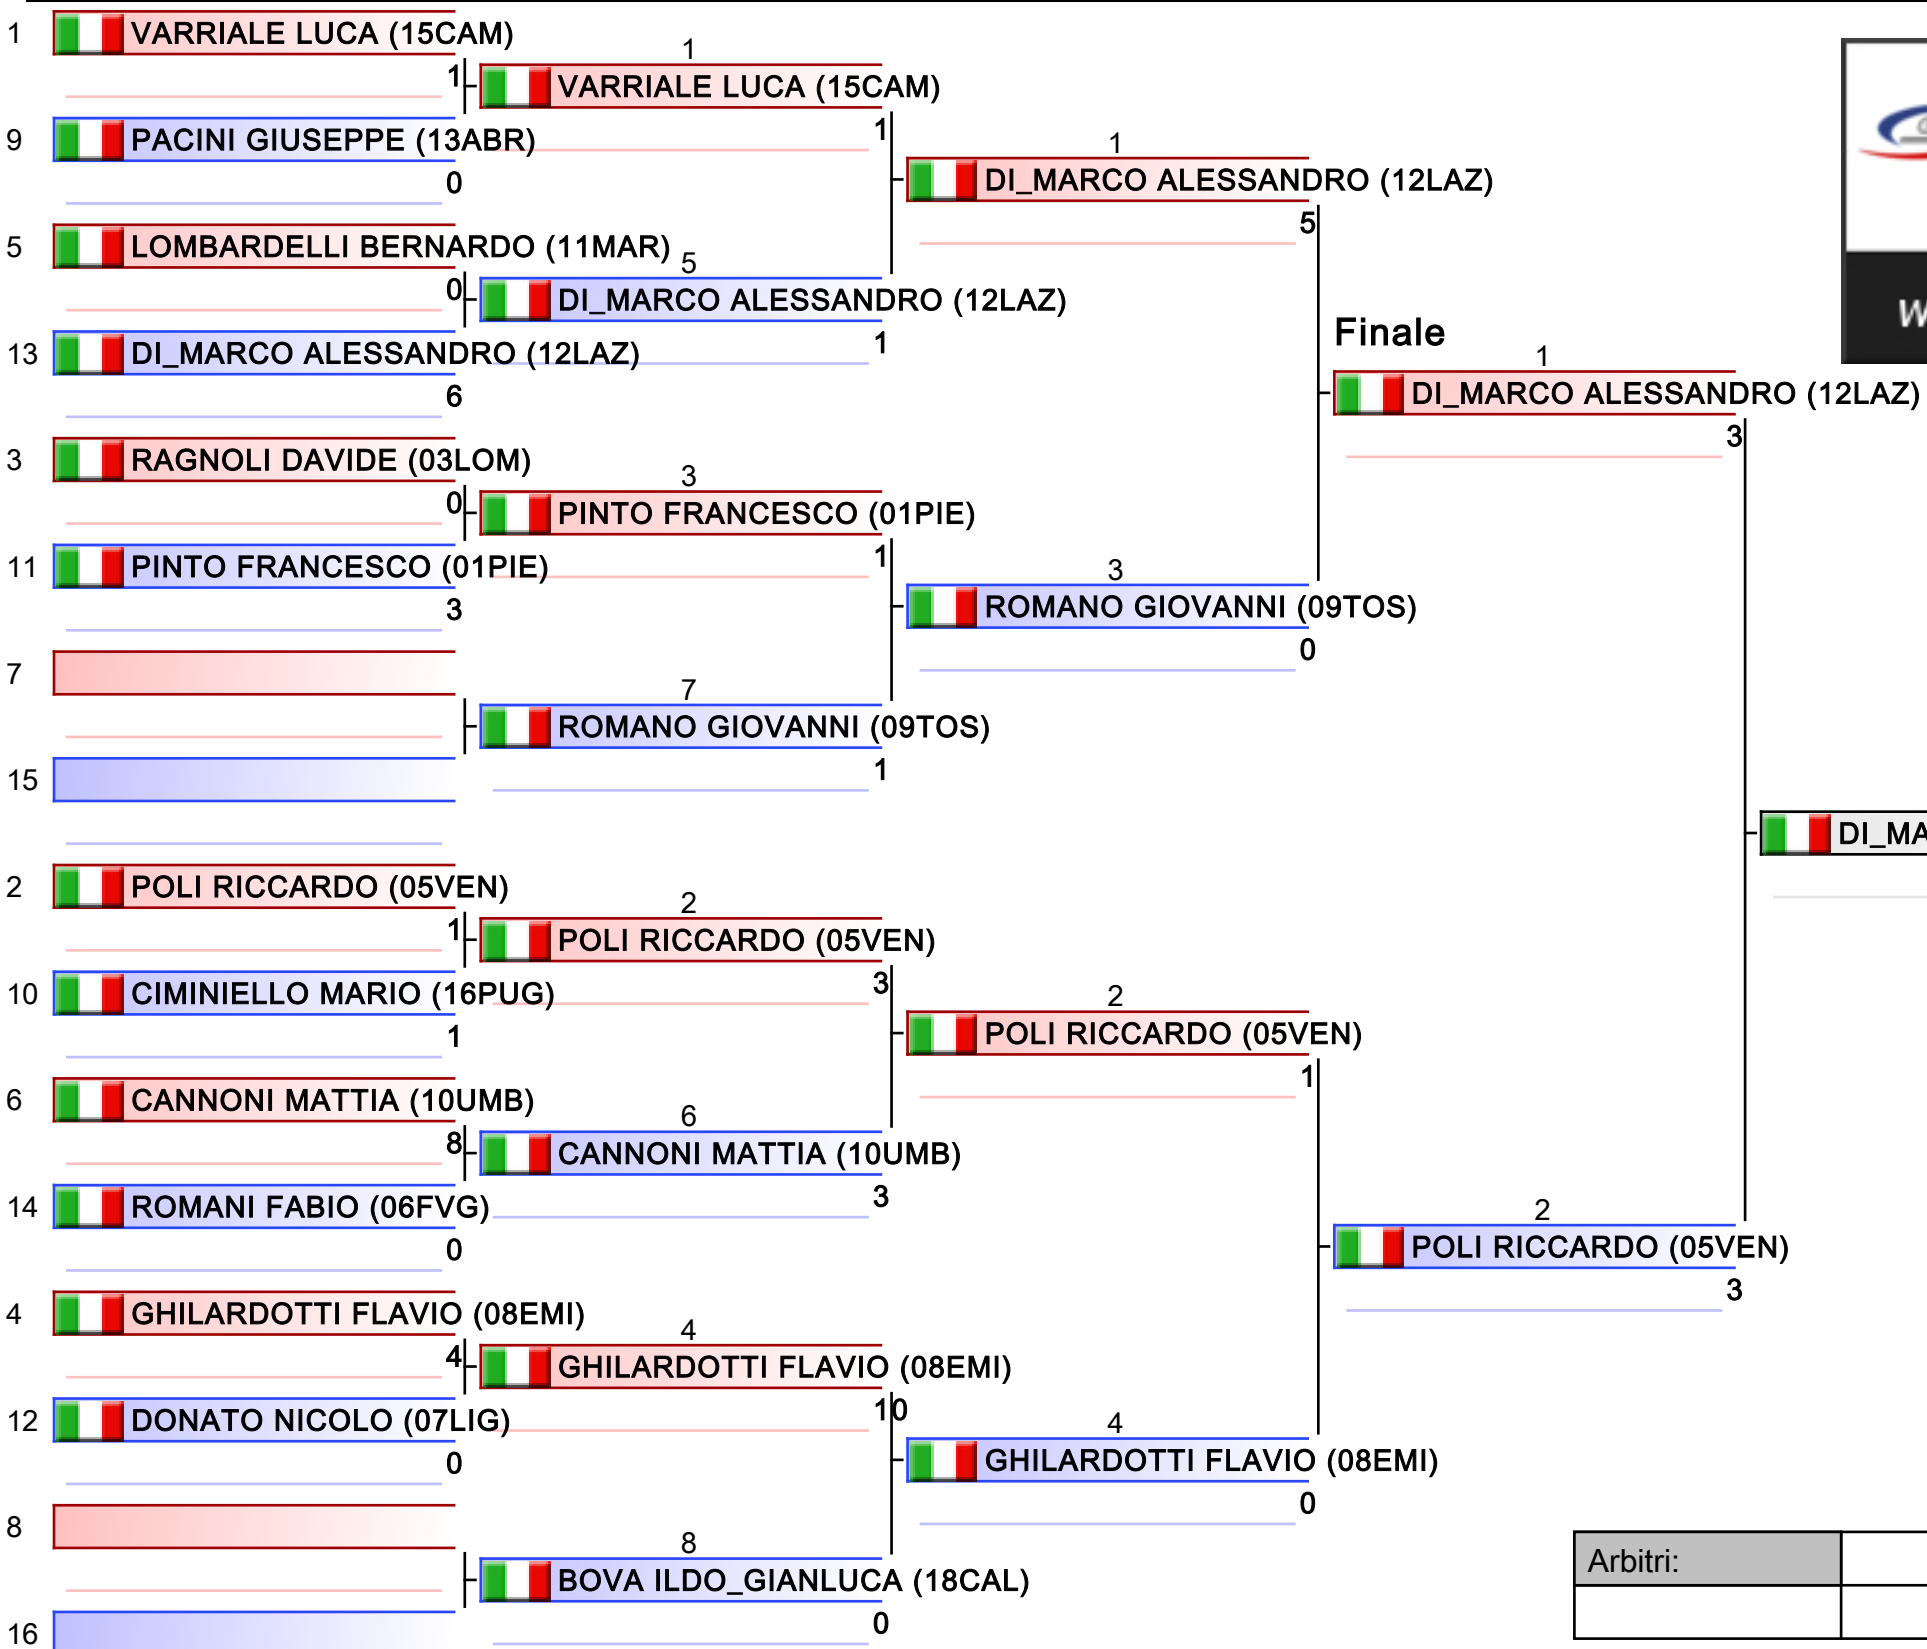 1 VARRIALE LUCA (15CAM)
1
9 PACINI GIUSEPPE (13ABR)
0
5 LOMBARDELLI BERNARDO (11MAR)
0
13 DI_MARCO ALESSANDRO (12LAZ)
6
3 RAGNOLI DAVIDE (03LOM)
0
11 PINTO FRANCESCO (01PIE)
3
7
15
2 POLI RICCARDO (05VEN)
1
10 CIMINIELLO MARIO (16PUG)
1
6 CANNONI MATTIA (10UMB)
8
14 ROMANI FABIO (06FVG)
0
4 GHILARDOTTI FLAVIO (08EMI)
4
12 DONATO NICOLO (07LIG)
0
8
16
1
VARRIALE LUCA (15CAM)
1
5
DI_MARCO ALESSANDRO (12LAZ)
1
3
PINTO FRANCESCO (01PIE)
1
7
ROMANO GIOVANNI (09TOS)
1
2
POLI RICCARDO (05VEN)
3
6
CANNONI MATTIA (10UMB)
3
4
GHILARDOTTI FLAVIO (08EMI)
10
8
BOVA ILDO_GIANLUCA (18CAL)
0
1
DI_MARCO ALESSANDRO (12LAZ)
5
3
ROMANO GIOVANNI (09TOS)
0
2
POLI RICCARDO (05VEN)
1
4
GHILARDOTTI FLAVIO (08EMI)
0
Finale
1
DI_MARCO ALESSANDRO (12LAZ)
3
2
POLI RICCARDO (05VEN)
3
DI_MA
Arbitri: